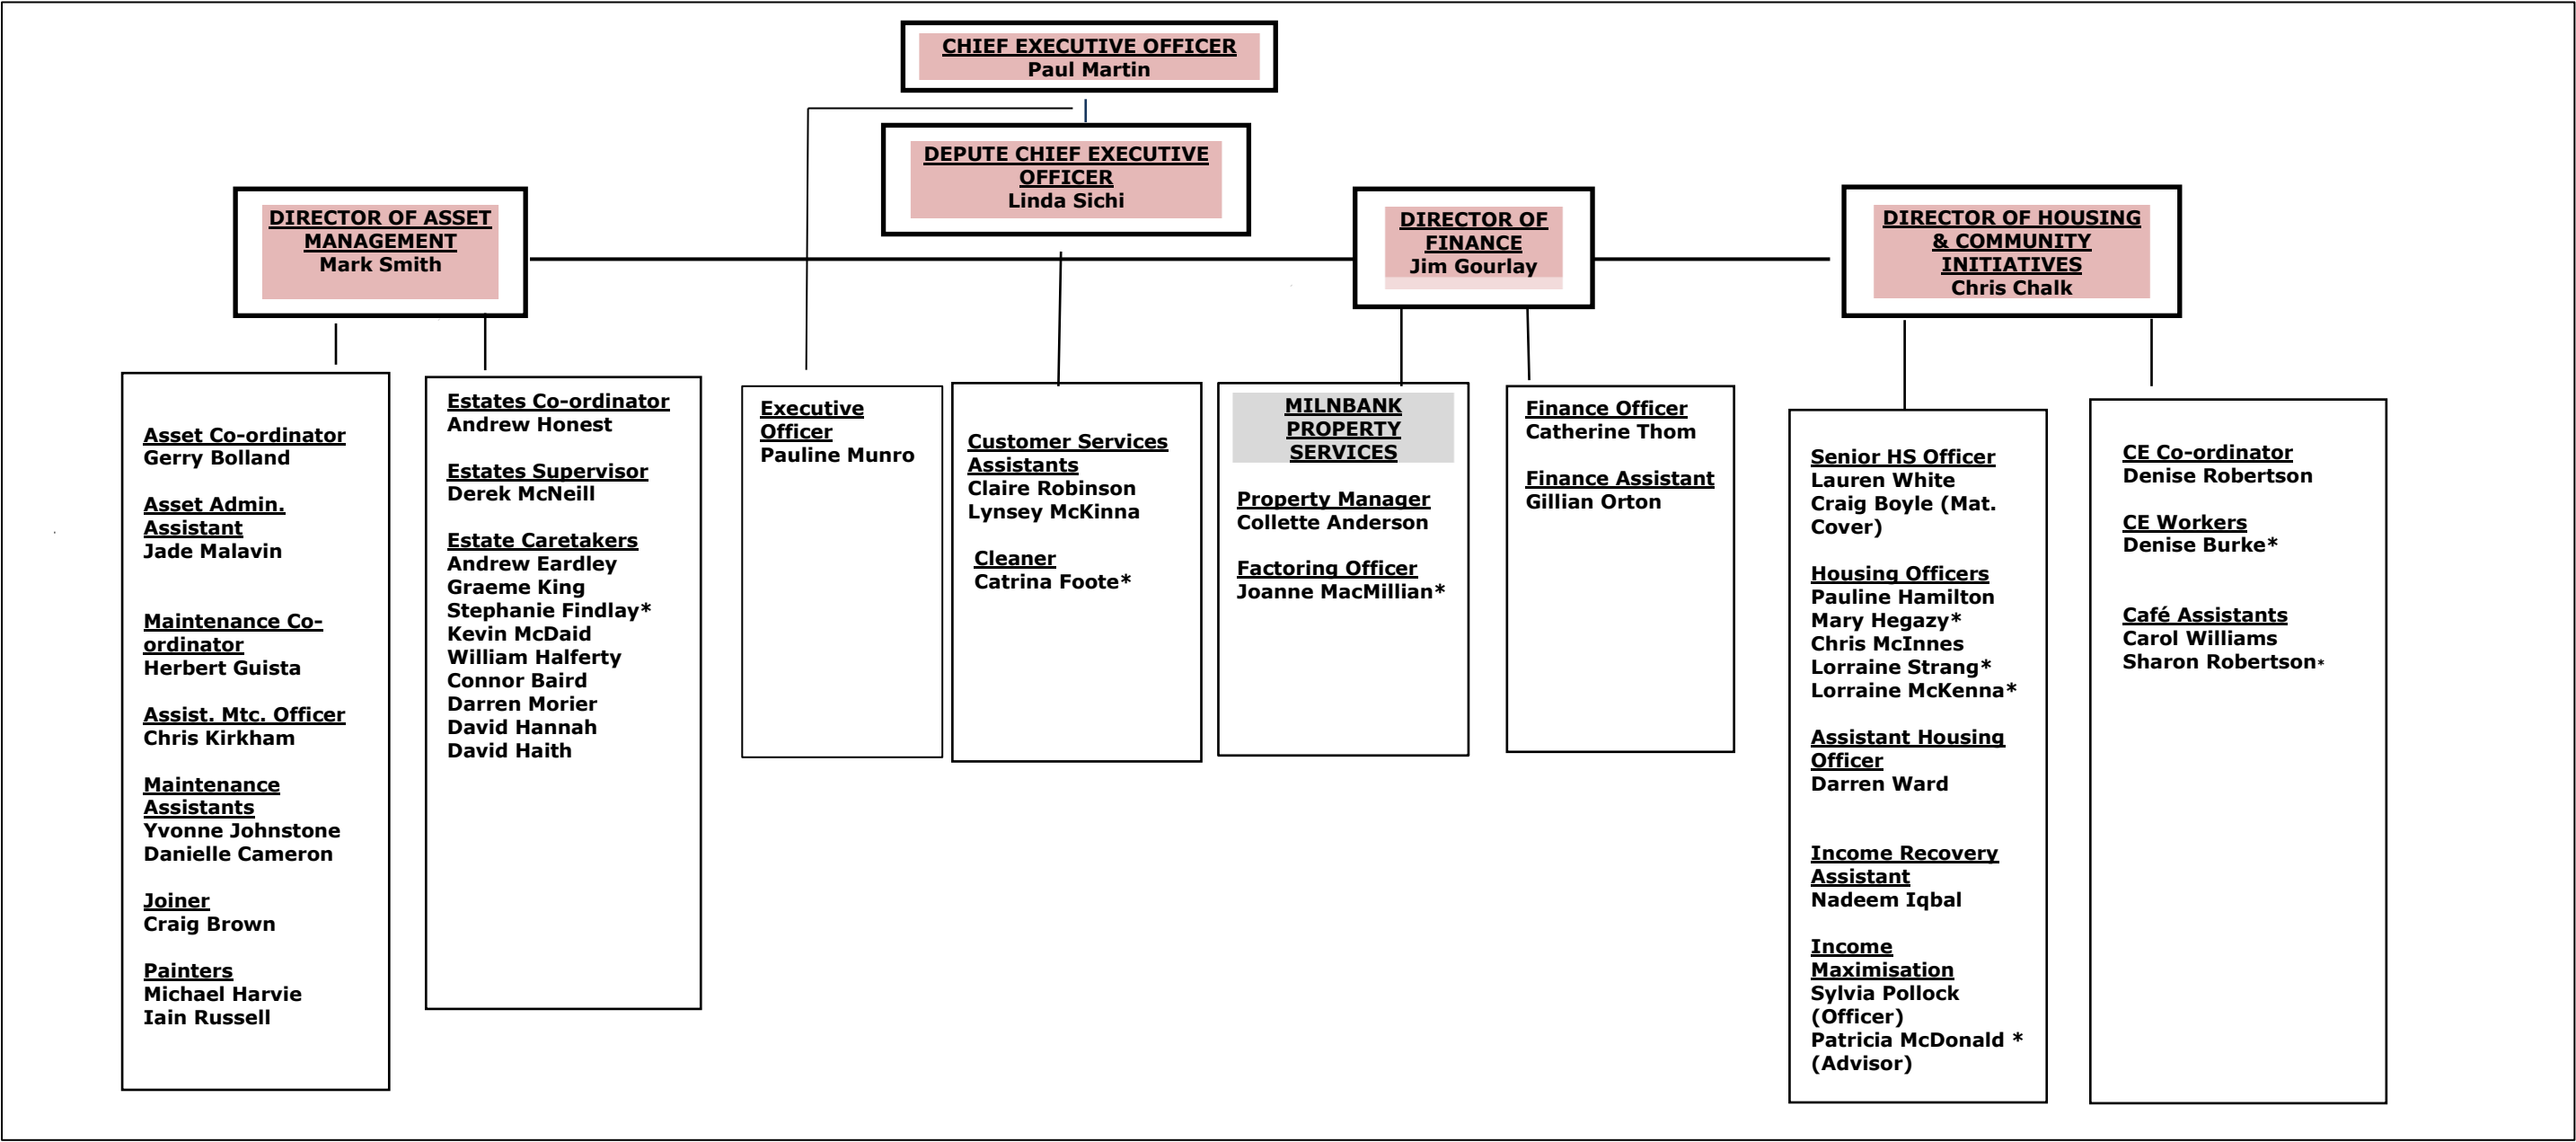 CHIEF EXECUTIVE OFFICER
Paul Martin
DEPUTE CHIEF EXECUTIVE
OFFICER
Linda Sichi
DIRECTOR OF ASSET
MANAGEMENT
Mark Smith
DIRECTOR OF
FINANCE
Jim Gourlay
DIRECTOR OF HOUSING
& COMMUNITY
INITIATIVES
Chris Chalk
Asset Co-ordinator
Gerry Bolland
Asset Admin.
Assistant
Jade Malavin
Maintenance Co-
ordinator
Herbert Guista
Assist. Mtc. Officer
Chris Kirkham
Maintenance
Assistants
Yvonne Johnstone
Danielle Cameron
Joiner
Craig Brown
Painters
Michael Harvie
Iain Russell
Estates Co-ordinator
Andrew Honest
Estates Supervisor
Derek McNeill
Estate Caretakers
Andrew Eardley
Graeme King
Stephanie Findlay*
Kevin McDaid
William Halferty
Connor Baird
Darren Morier
David Hannah
David Haith
Executive
Officer
Pauline Munro
Customer Services
Assistants
Claire Robinson
Lynsey McKinna
Cleaner
Catrina Foote*
MILNBANK
PROPERTY
SERVICES
Property Manager
Collette Anderson
Factoring Officer
Joanne MacMillian*
Finance Officer
Catherine Thom
Finance Assistant
Gillian Orton
Senior HS Officer
Lauren White
Craig Boyle (Mat.
Cover)
Housing Officers
Pauline Hamilton
Mary Hegazy*
Chris McInnes
Lorraine Strang*
Lorraine McKenna*
Assistant Housing
Officer
Darren Ward
Income Recovery
Assistant
Nadeem Iqbal
Income
Maximisation
Sylvia Pollock
(Officer)
Patricia McDonald *
(Advisor)
CE Co-ordinator
Denise Robertson
CE Workers
Denise Burke*
Café Assistants
Carol Williams
Sharon Robertson*